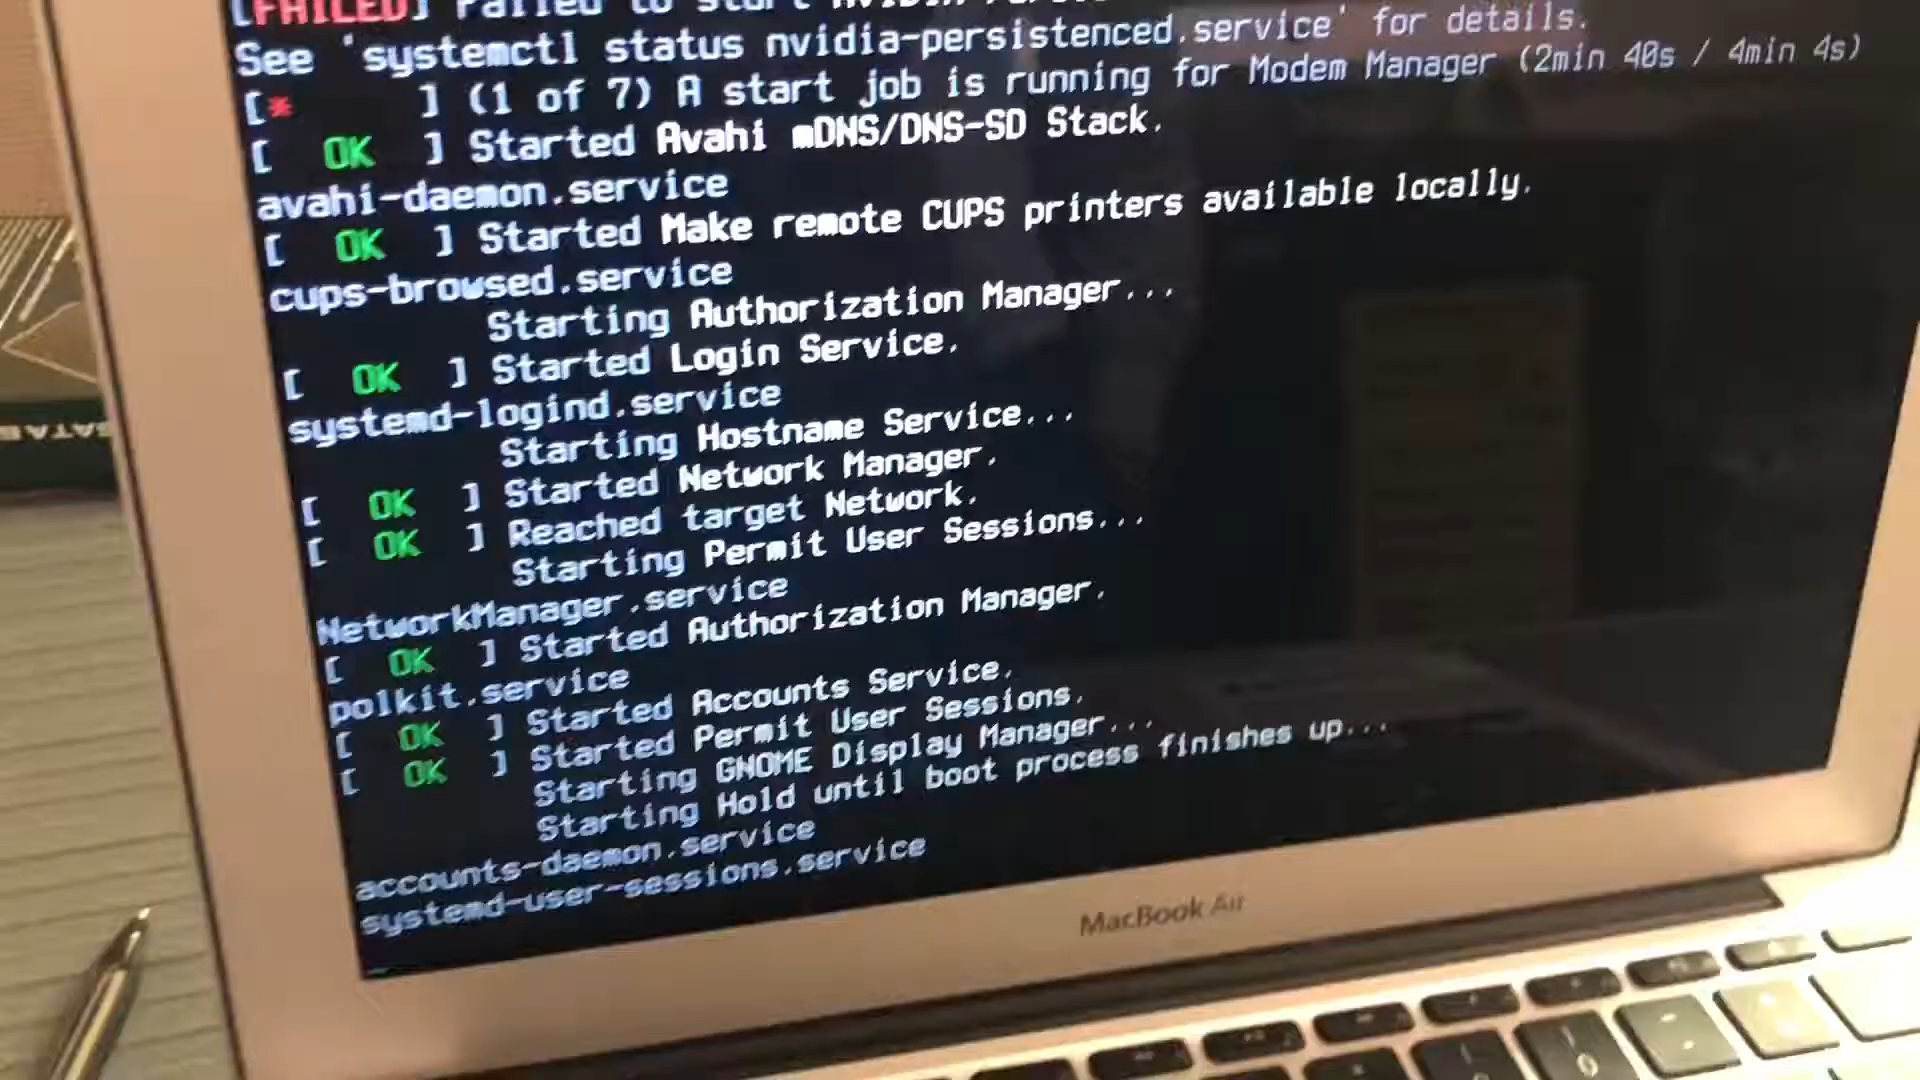 [FAILED] Failed to start
See 'systemctl status nvidia-persistenced.service' for details.
[* ] (1 of 7) A start job is running for Modem Manager (2min 40s / 4min 4s)
[ OK ] Started Avahi mDNS/DNS-SD Stack.
avahi-daemon.service
[ OK ] Started Make remote CUPS printers available locally.
cups-browsed.service
Starting Authorization Manager...
[ OK ] Started Login Service.
systemd-logind.service
Starting Hostname Service...
[ OK ] Started Network Manager.
[ OK ] Reached target Network.
Starting Permit User Sessions...
NetworkManager.service
[ OK ] Started Authorization Manager.
polkit.service
[ OK ] Started Accounts Service.
[ OK ] Started Permit User Sessions.
Starting GNOME Display Manager...
Starting Hold until boot process finishes up...
accounts-daemon.service
systemd-user-sessions.service
MacBook Air